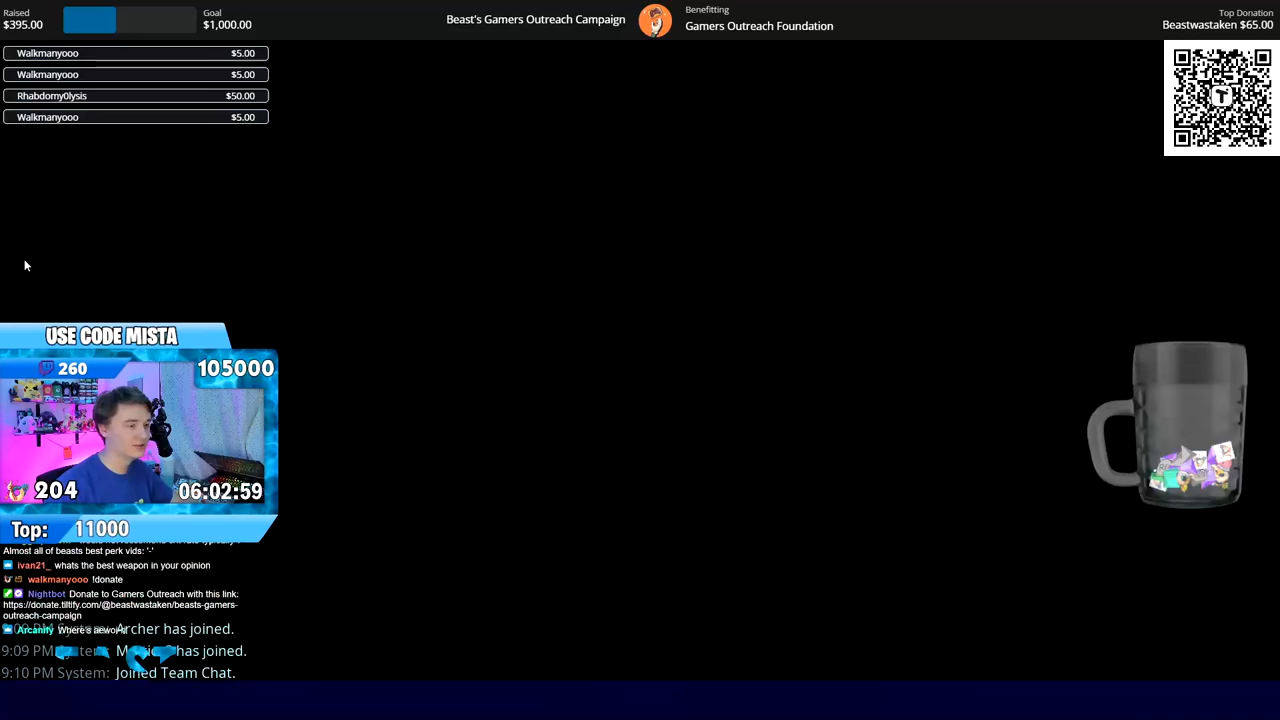 Raised
$395.00
Goal
$1,000.00
Beast's Gamers Outreach Campaign
Benefitting
Gamers Outreach Foundation
Top Donation
Beastwastaken $65.00
Walkmanyooo $5.00
Walkmanyooo $5.00
Rhabdomy0lysis $50.00
Walkmanyooo $5.00
T
USE CODE MISTA
260
105000
204
06:02:59
Top: 11000
Almost all of beasts best perk vids: '-'
ivan21_ whats the best weapon in your opinion
walkmanyooo !donate
Nightbot Donate to Gamers Outreach with this link:
https://donate.tiltify.com/@beastwastaken/beasts-gamers-
outreach-campaign
Arcanify Where's
Archer has joined.
9:09 PM has joined.
9:10 PM System: Joined Team Chat.